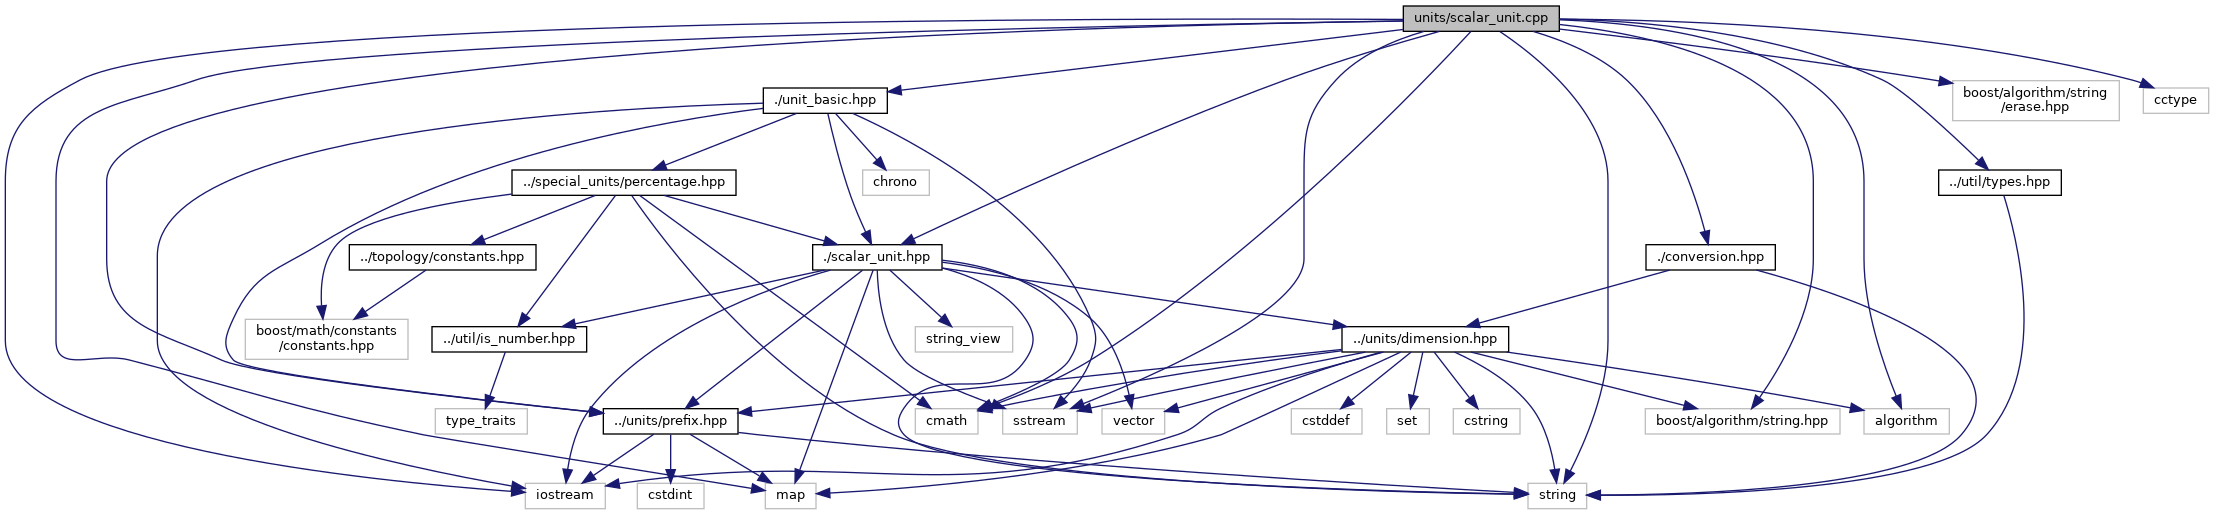 units/scalar_unit.cpp
./unit_basic.hpp
boost/algorithm/string
/erase.hpp
cctype
../special_units/percentage.hpp
chrono
../util/types.hpp
../topology/constants.hpp
./scalar_unit.hpp
./conversion.hpp
boost/math/constants
/constants.hpp
../util/is_number.hpp
string_view
../units/dimension.hpp
type_traits
../units/prefix.hpp
cmath
sstream
vector
cstddef
set
cstring
boost/algorithm/string.hpp
algorithm
iostream
cstdint
map
string